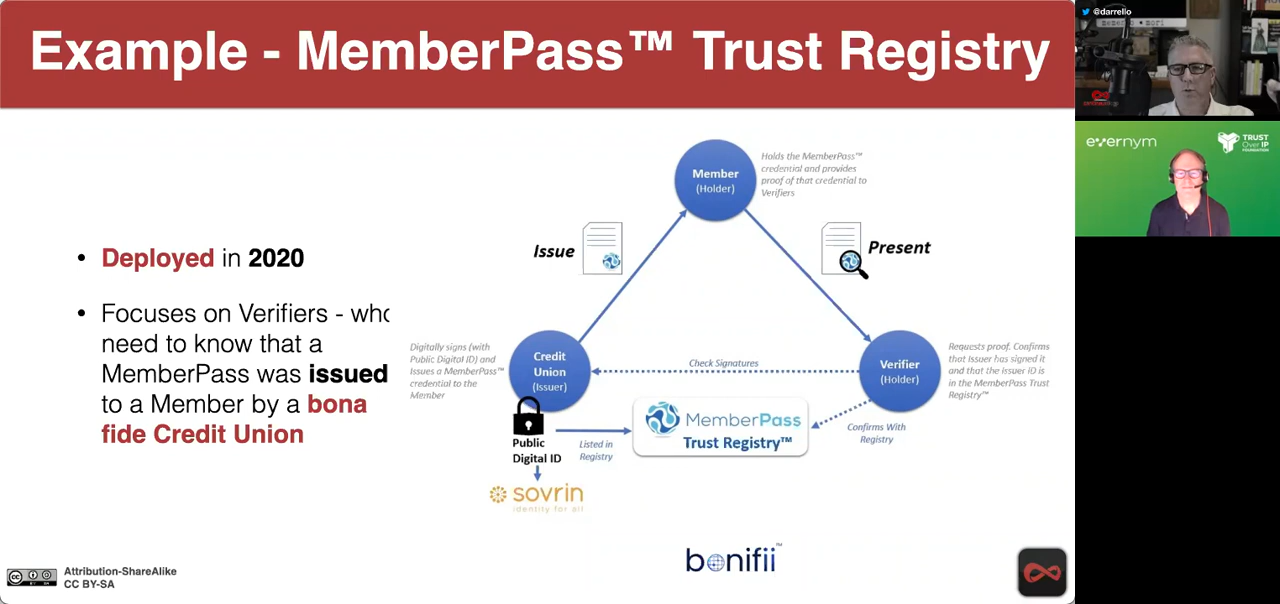 Example - MemberPass™ Trust Registry
• Deployed in 2020
• Focuses on Verifiers - who
need to know that a
MemberPass was issued
to a Member by a bona
fide Credit Union
Member
(Holder)
Holds the MemberPass™
credential and provides
proof of that credential to
Verifiers
Issue
Present
Digitally signs (with
Public Digital ID) and
Issues a MemberPass™
credential to the
Member
Credit
Union
(Issuer)
Check Signatures
Verifier
(Holder)
Requests proof. Confirms
that Issuer has signed it
and that the issuer ID is
in the MemberPass Trust
Registry™
Public
Digital ID
Listed in
Registry
MemberPass
Trust Registry™
Confirms With
Registry
sovrin
identity for all
bonifii™
Attribution-ShareAlike
CC BY-SA
@darrello
evernym
TRUST
Over IP
FOUNDATION